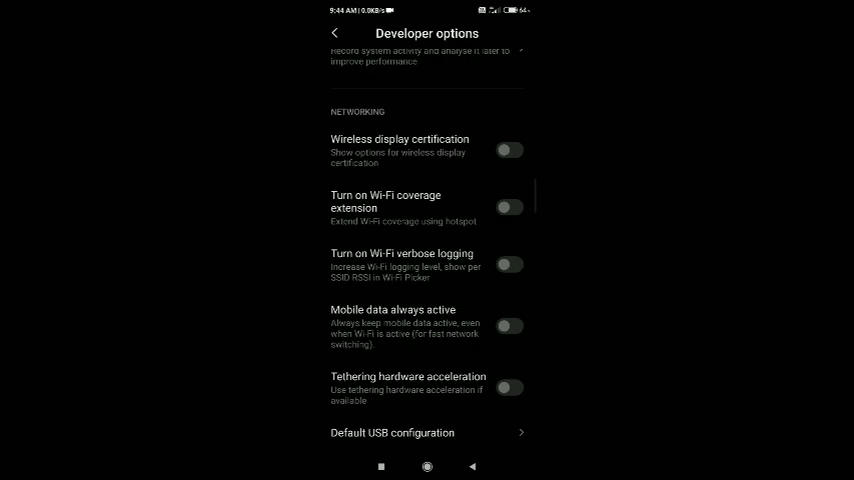 9:44 AM | 0.0KB/s
64
Developer options
Record system activity and analyse it later to
improve performance
NETWORKING
Wireless display certification
Show options for wireless display
certification
Turn on Wi-Fi coverage
extension
Extend Wi-Fi coverage using hotspot
Turn on Wi-Fi verbose logging
Increase Wi-Fi logging level, show per
SSID RSSI in Wi-Fi Picker
Mobile data always active
Always keep mobile data active, even
when Wi-Fi is active (for fast network
switching).
Tethering hardware acceleration
Use tethering hardware acceleration if
available
Default USB configuration